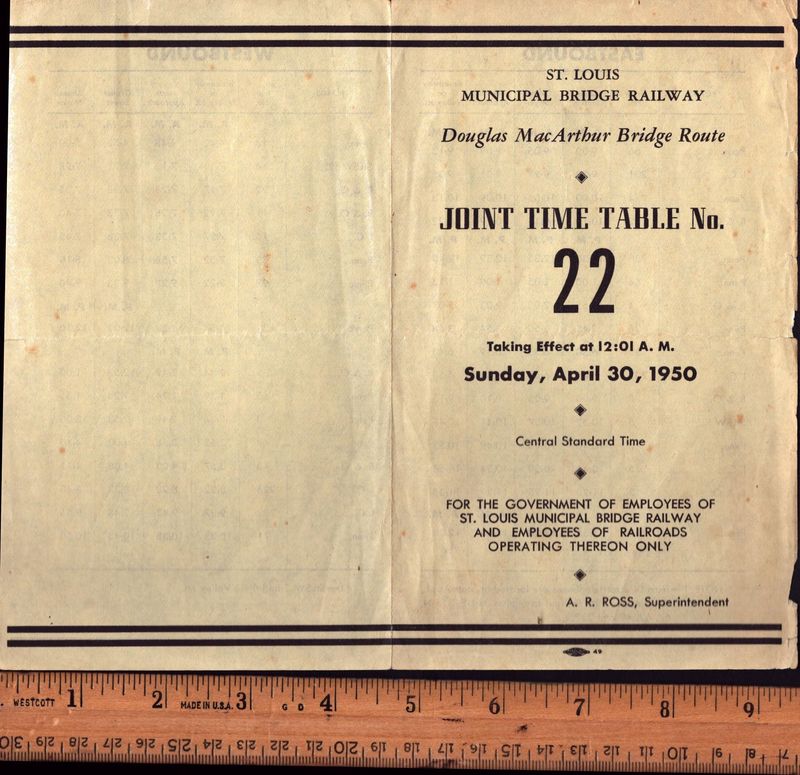 WESTBOUND
EASTBOUND
ST. LOUIS
MUNICIPAL BRIDGE RAILWAY
Douglas MacArthur Bridge Route
JOINT TIME TABLE No.
22
Taking Effect at 12:01 A. M.
Sunday, April 30, 1950
Central Standard Time
FOR THE GOVERNMENT OF EMPLOYEES OF
ST. LOUIS MUNICIPAL BRIDGE RAILWAY
AND EMPLOYEES OF RAILROADS
OPERATING THEREON ONLY
A. R. ROSS, Superintendent
49
WESTCOTT 1 2 MADE IN U.S.A. 3 4 5 6 7 8 9